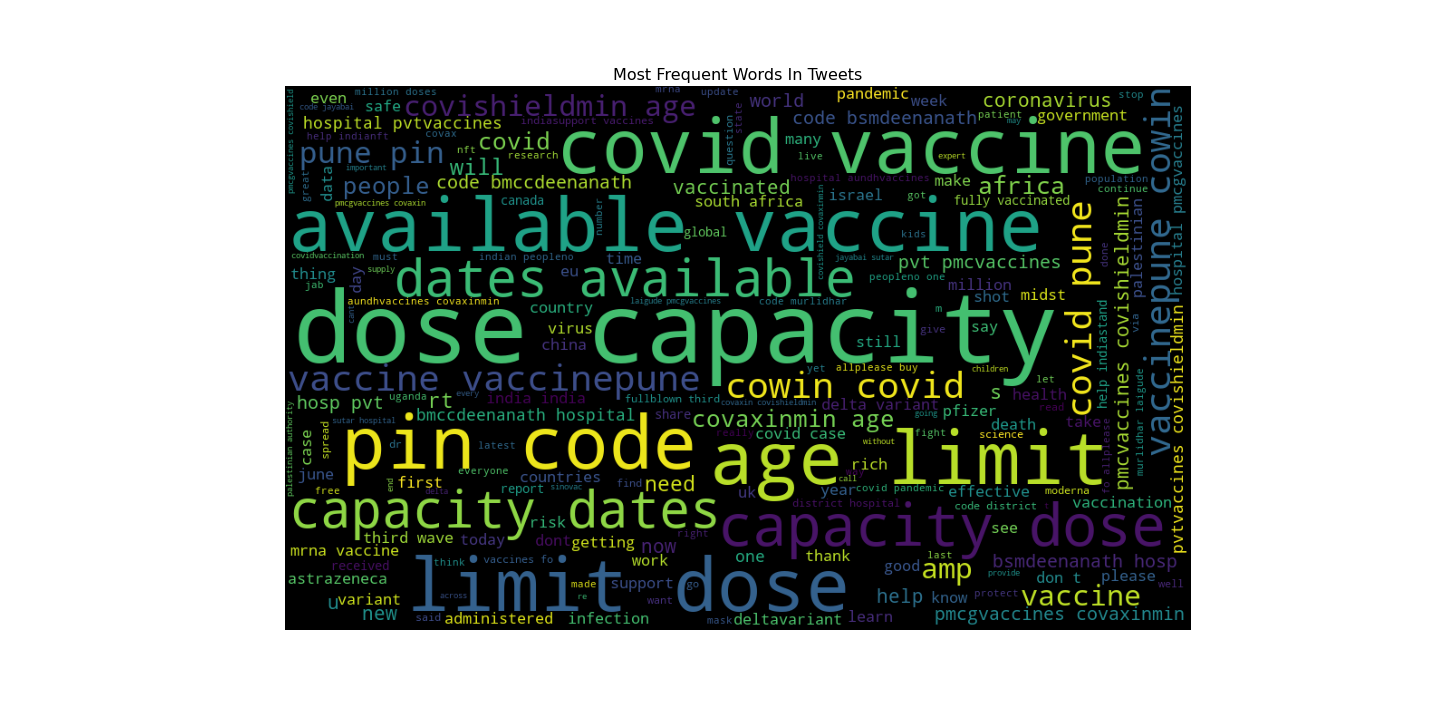 Most Frequent Words In Tweets
million doses
mrna
update
stop
even
code jayabai
safe
covishieldmin age
world
pandemic
week
coronavirus
hospital pvtvaccines
indiasupport vaccines
state
code bsmdeenanath
patient
government
may
help indianft
covax
covid
covid vaccine
many
question
pune pin
nft
research
will
live
expert
important
great
data
people
code bmccdeenanath
vaccinated
hospital aundhvaccines
make
africa
population
continue
pmcgvaccines covaxin
canada
south africa
israel
got
fully vaccinated
available vaccine
number
global
kids
covidvaccination
must
indian peopleno
time
jayabai sutar
thing
day
supply
dates available
eu
peopleno one
pvt pmcvaccines
jab
million
shot
midst
aundhvaccines covaxinmin
country
laigude pmcgvaccines
code murlidhar
m
give
say
dose capacity
cant
virus
china
still
vaccine vaccinepune
yet
allplease buy
children
cowin covid
s
let
health
hosp pvt
uganda
rt
every
india india
fullblown third
covaxin covishieldmin
delta variant
going
pfizer
read
take
sutar hospital
bmccdeenanath hospital
share
covaxinmin age
death
case
spread
dr
latest
really
covid case
without
fight
science
pin code
age limit
june
everyone
countries
any
rich
call
first
end
find
need
free
delta
report
sinovac
uk
year
covid pandemic
effective
moderna
vaccination
capacity dates
risk
district hospital
code district
t
capacity dose
see
third wave
today
dont
getting
now
right
mrna vaccine
received
think
vaccines fo
work
one
thank
good
last
amp
bsmdeenanath hosp
astrazeneca
limit dose
made
support
go
provide
don t
please
well
u
variant
across
re
want
help
know
protect
vaccine
new
said
administered
infection
mask
deltavariant
learn
pmcgvaccines covaxinmin
pmcgvaccines covishield
palestinian authority
covishield covaxinmin
covid pune
help indiastand
done
fo allplease
pmcvaccines covishieldmin
palestinian
via
murlidhar laigude
vaccinepune cowin
hospital pmcgvaccines
pvtvaccines covishieldmin